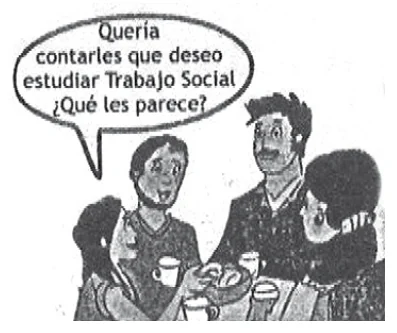 Quería
contarles que deseo
estudiar Trabajo Social
¿Qué les parece?